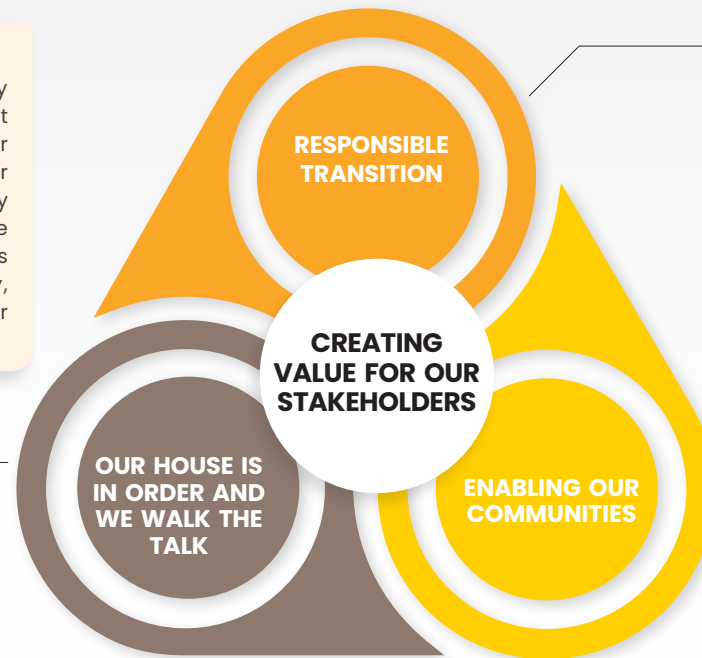 RESPONSIBLE
TRANSITION
CREATING
VALUE FOR OUR
STAKEHOLDERS
OUR HOUSE IS
IN ORDER AND
WE WALK THE
TALK
ENABLING OUR
COMMUNITIES